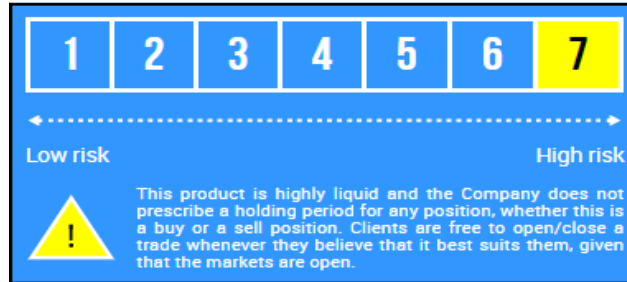 1 2 3 4 5 6 7
Low risk High risk
!
This product is highly liquid and the Company does not
prescribe a holding period for any position, whether this is
a buy or a sell position. Clients are free to open/close a
trade whenever they believe that it best suits them, given
that the markets are open.